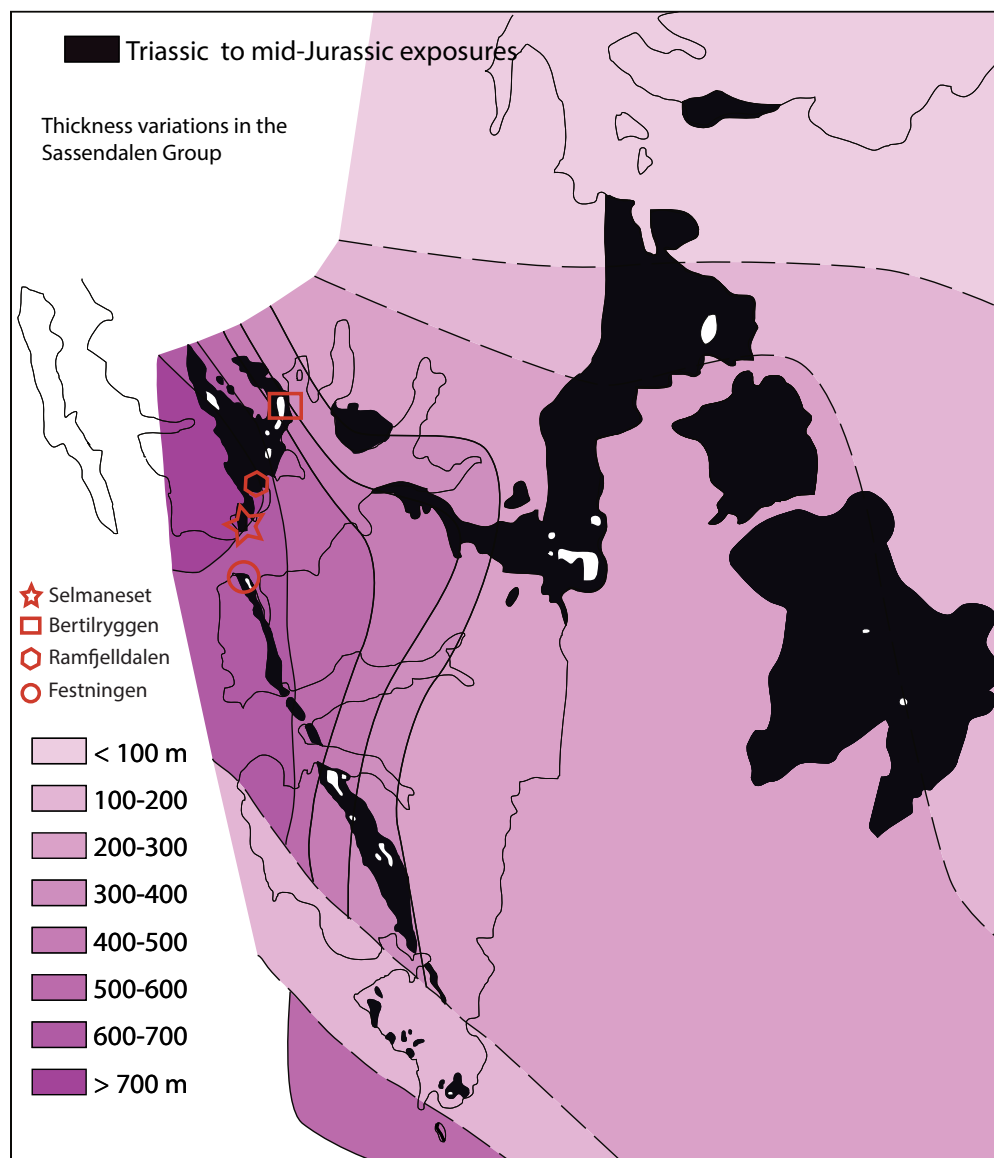 Triassic to mid-Jurassic exposures
Thickness variations in the
Sassendalen Group
Selmaneset
Bertilryggen
Ramfjelldalen
Festningen
< 100 m
100-200
200-300
300-400
400-500
500-600
600-700
> 700 m